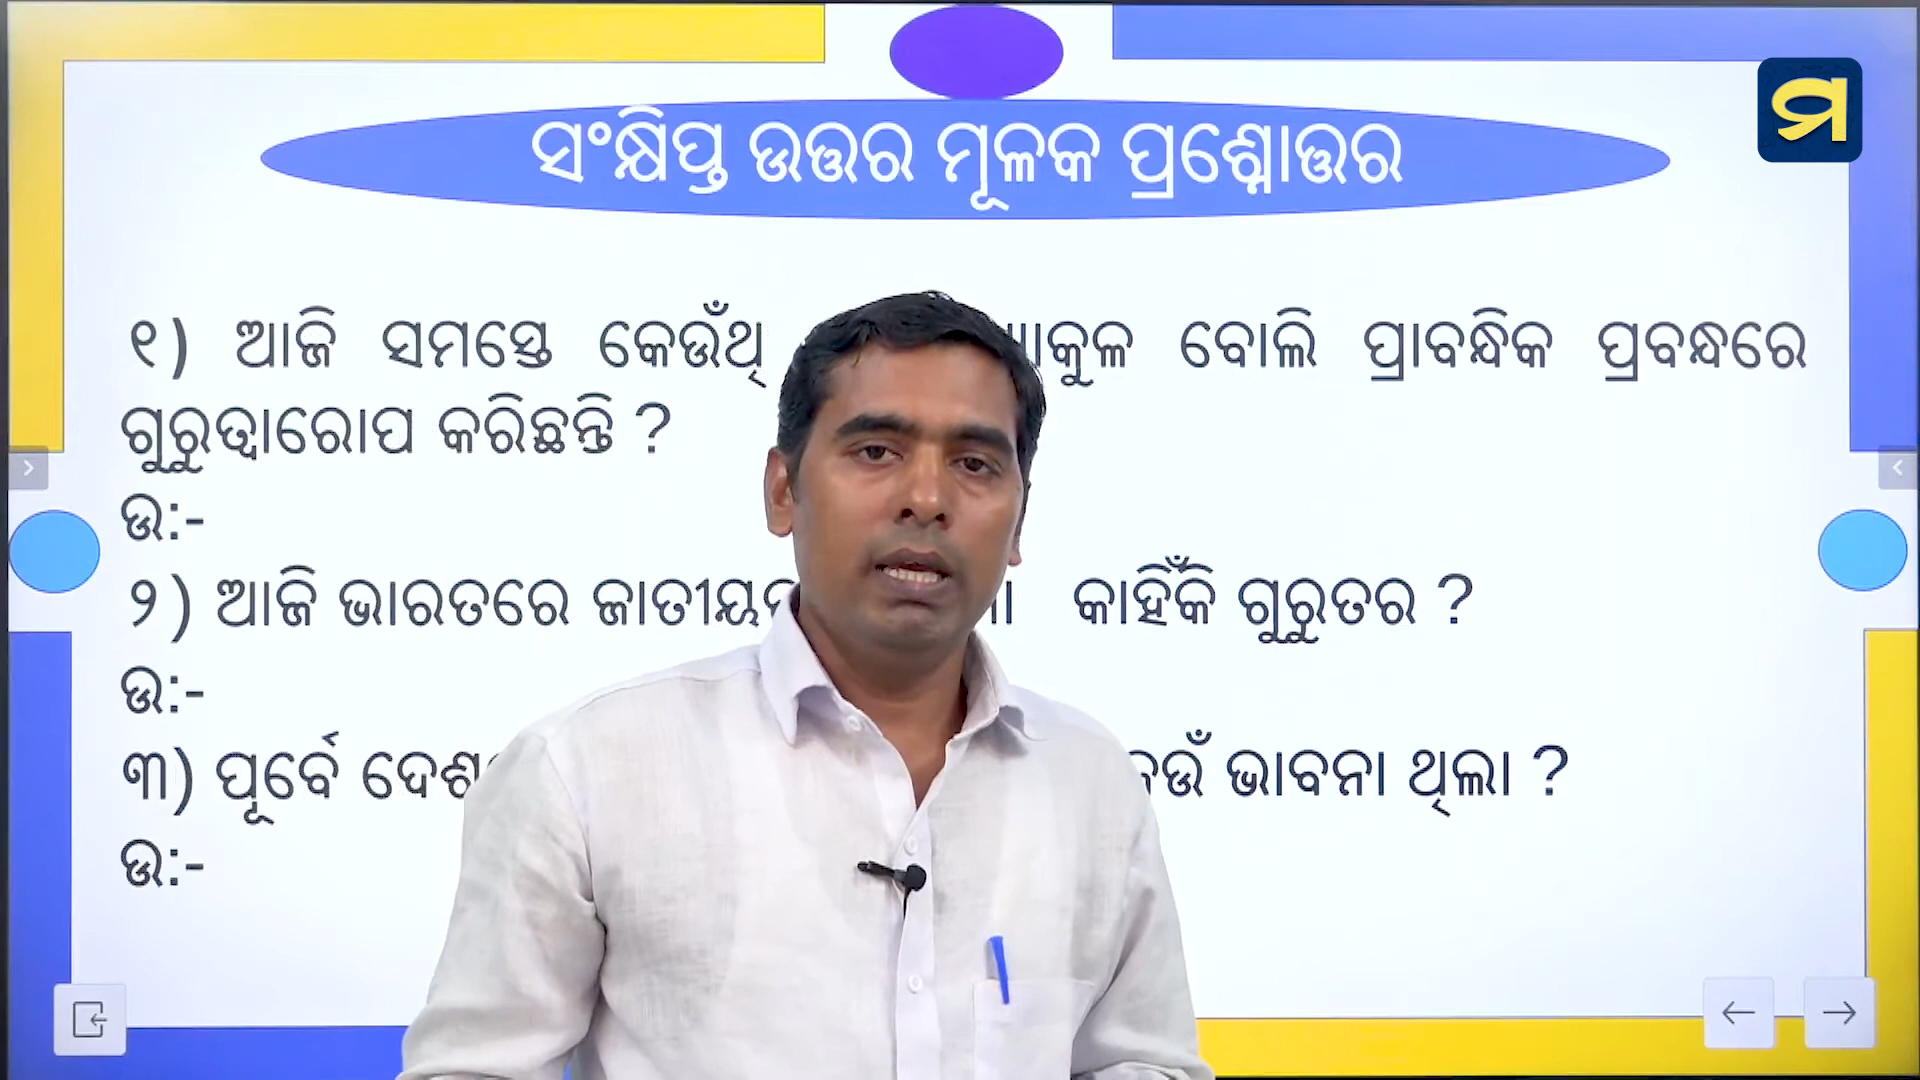 ମ
ସଂକ୍ଷିପ୍ତ ଉତ୍ତର ମୂଳକ ପ୍ରଶ୍ନୋତ୍ତର
୧) ଆଜି ସମସ୍ତେ କେଉଁଥି ବୋଲି ପ୍ରାବନ୍ଧିକ ପ୍ରବନ୍ଧରେ
ଗୁରୁତ୍ୱାରୋପ କରିଛନ୍ତି ?
ଉ:-
୨) ଆଜି ଭାରତରେ କାହିଁକି ଗୁରୁତର ?
ଉ:-
୩) ପୂର୍ବେ ଭାବନା ଥିଲା ?
ଉ:-